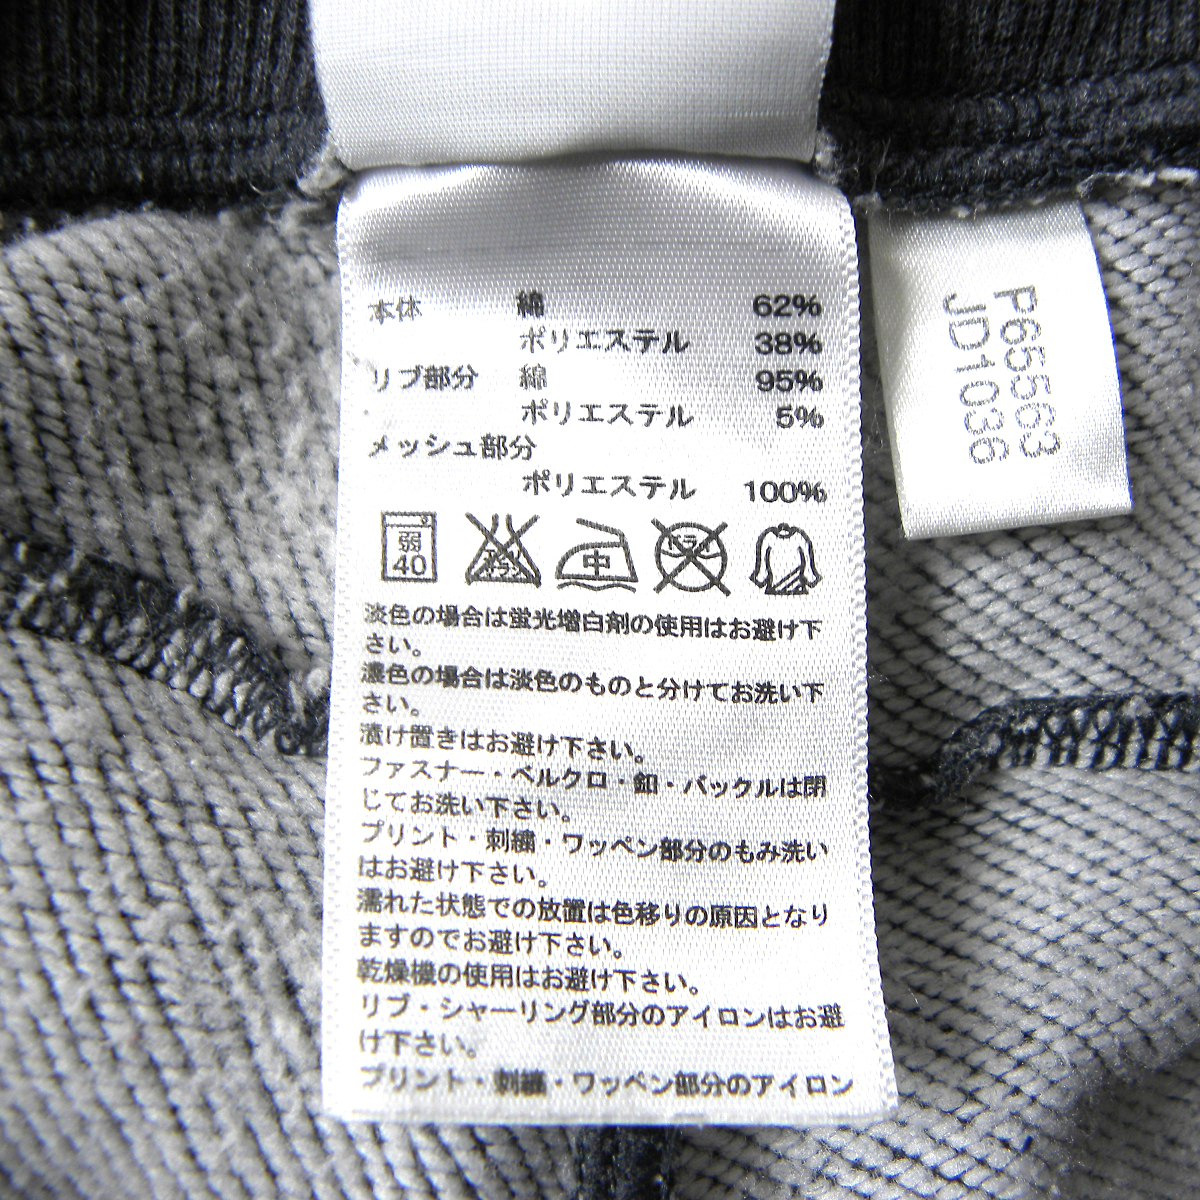 本体 綿 62%
ポリエステル 38%
リブ部分 綿 95%
ポリエステル 5%
メッシュ部分
ポリエステル 100%
弱 40
エンソサラシ
中
ドライ
淡色の場合は蛍光増白剤の使用はお避け下
さい。
濃色の場合は淡色のものと分けてお洗い下
さい。
漬け置きはお避け下さい。
ファスナー・ベルクロ・釦・バックルは閉
じてお洗い下さい。
プリント・刺繍・ワッペン部分のもみ洗い
はお避け下さい。
濡れた状態での放置は色移りの原因となり
ますのでお避け下さい。
乾燥機の使用はお避け下さい。
リブ・シャーリング部分のアイロンはお避
け下さい。
プリント・刺繍・ワッペン部分のアイロン
P65563
JD1036